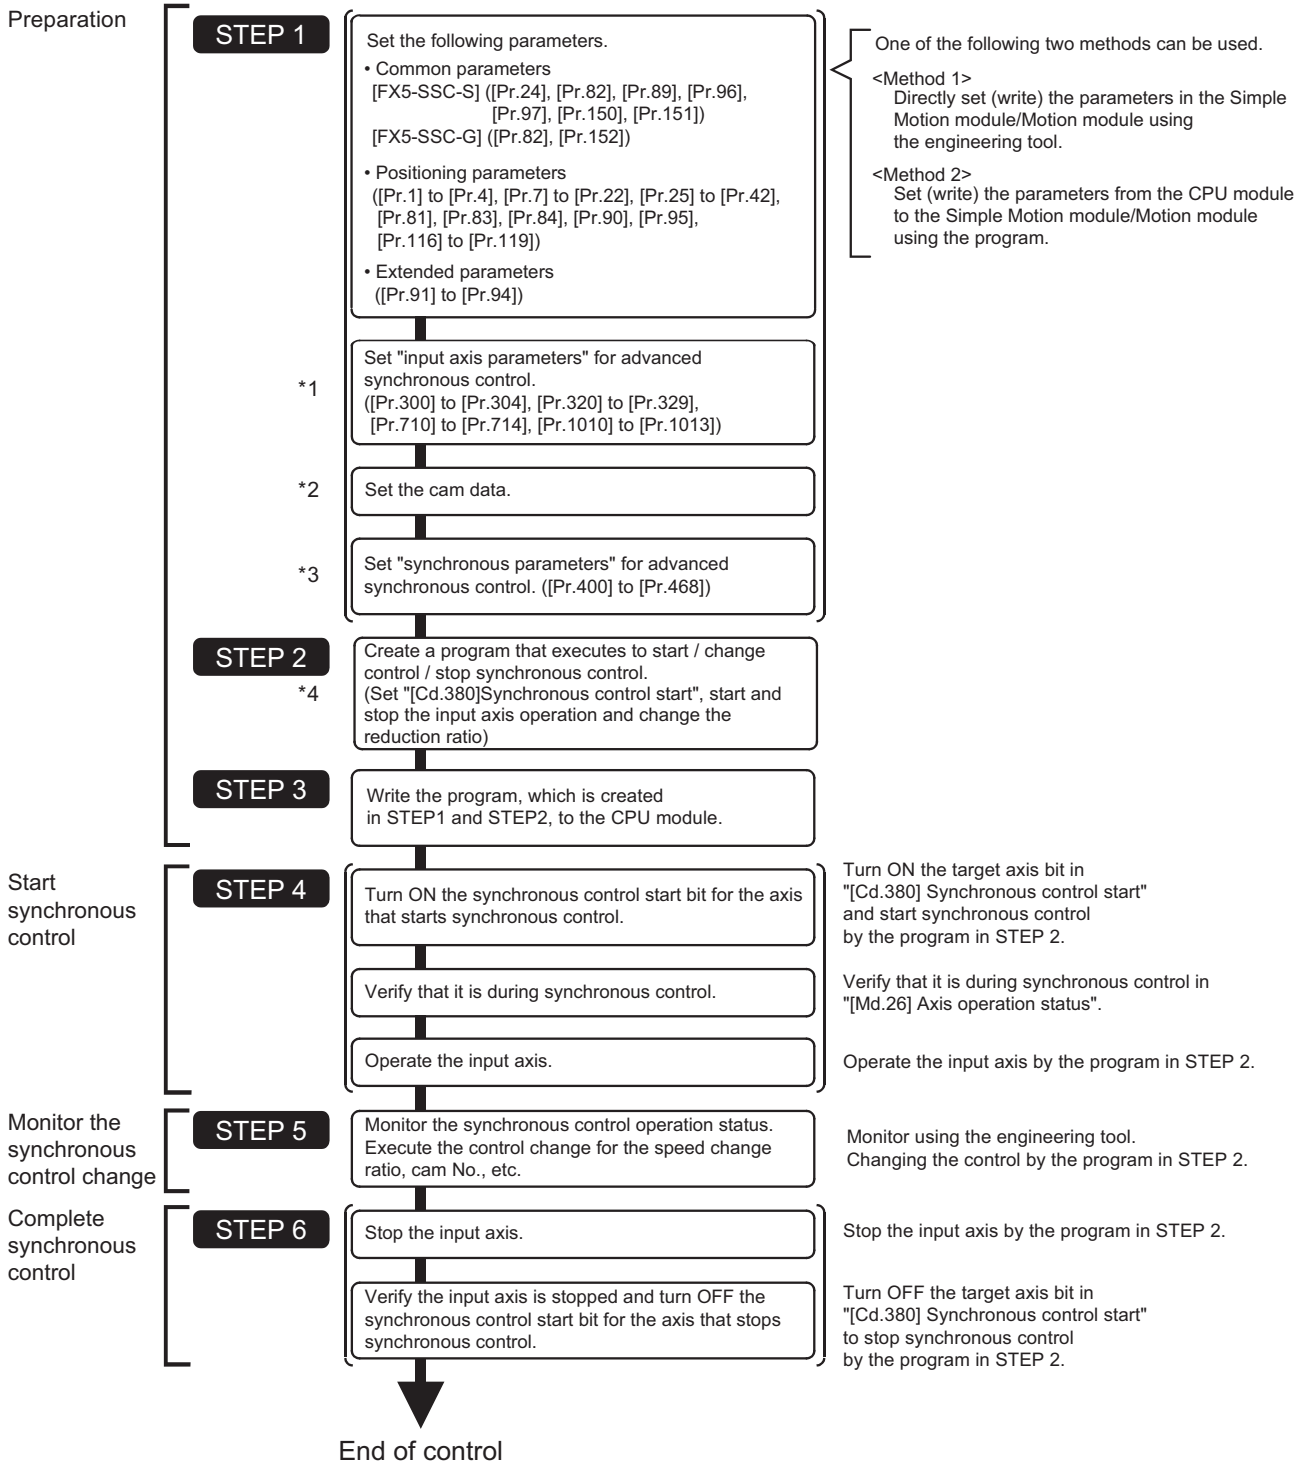 Preparation
STEP 1
Set the following parameters.
• Common parameters
[FX5-SSC-S] ([Pr.24], [Pr.82], [Pr.89], [Pr.96],
[Pr.97], [Pr.150], [Pr.151])
[FX5-SSC-G] ([Pr.82], [Pr.152])
• Positioning parameters
([Pr.1] to [Pr.4], [Pr.7] to [Pr.22], [Pr.25] to [Pr.42],
[Pr.81], [Pr.83], [Pr.84], [Pr.90], [Pr.95],
[Pr.116] to [Pr.119])
• Extended parameters
([Pr.91] to [Pr.94])
One of the following two methods can be used.
<Method 1>
Directly set (write) the parameters in the Simple
Motion module/Motion module using
the engineering tool.
<Method 2>
Set (write) the parameters from the CPU module
to the Simple Motion module/Motion module
using the program.
*1
Set "input axis parameters" for advanced
synchronous control.
([Pr.300] to [Pr.304], [Pr.320] to [Pr.329],
[Pr.710] to [Pr.714], [Pr.1010] to [Pr.1013])
*2
Set the cam data.
*3
Set "synchronous parameters" for advanced
synchronous control. ([Pr.400] to [Pr.468])
STEP 2
*4
Create a program that executes to start / change
control / stop synchronous control.
(Set "[Cd.380]Synchronous control start", start and
stop the input axis operation and change the
reduction ratio)
STEP 3
Write the program, which is created
in STEP1 and STEP2, to the CPU module.
Start
synchronous
control
STEP 4
Turn ON the synchronous control start bit for the axis
that starts synchronous control.
Turn ON the target axis bit in
"[Cd.380] Synchronous control start"
and start synchronous control
by the program in STEP 2.
Verify that it is during synchronous control.
Verify that it is during synchronous control in
"[Md.26] Axis operation status".
Operate the input axis.
Operate the input axis by the program in STEP 2.
Monitor the
synchronous
control change
STEP 5
Monitor the synchronous control operation status.
Execute the control change for the speed change
ratio, cam No., etc.
Monitor using the engineering tool.
Changing the control by the program in STEP 2.
Complete
synchronous
control
STEP 6
Stop the input axis.
Stop the input axis by the program in STEP 2.
Verify the input axis is stopped and turn OFF the
synchronous control start bit for the axis that stops
synchronous control.
Turn OFF the target axis bit in
"[Cd.380] Synchronous control start"
to stop synchronous control
by the program in STEP 2.
End of control